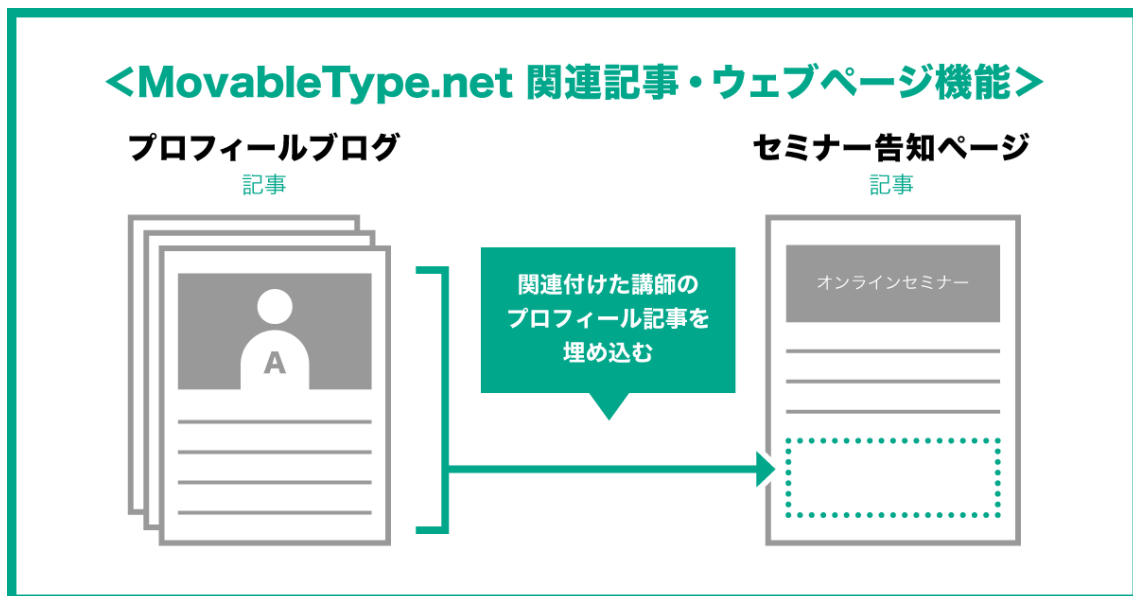 <MovableType.net 関連記事・ウェブページ機能>
プロフィールブログ
記事
A
関連付けた講師の
プロフィール記事を
埋め込む
セミナー告知ページ
記事
オンラインセミナー